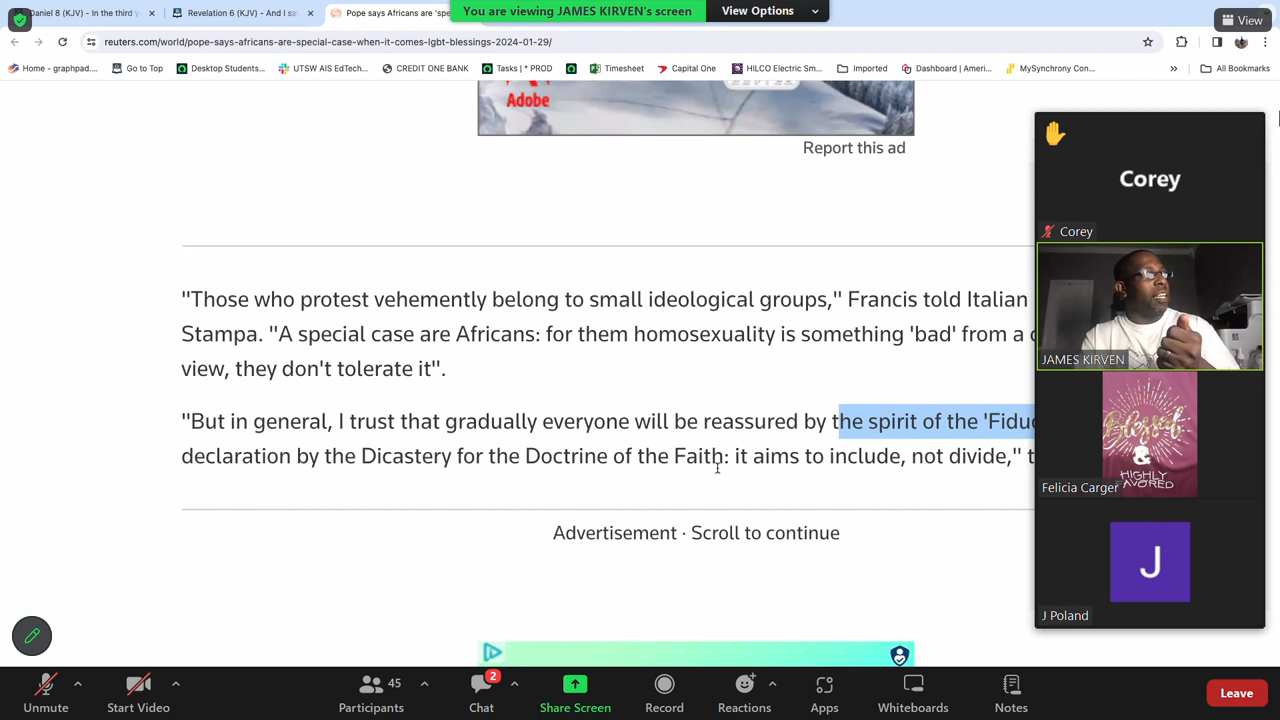 Daniel 8 (KJV) - In the third y
Revelation 6 (KJV) - And I sa
Pope says Africans are 'spe
You are viewing JAMES KIRVEN's screen
View Options
View
reuters.com/world/pope-says-africans-are-special-case-when-it-comes-lgbt-blessings-2024-01-29/
Home - graphpad....
Go to Top
Desktop Students...
UTSW AIS EdTech...
CREDIT ONE BANK
Tasks | * PROD
Timesheet
Capital One
HILCO Electric Sm...
Imported
Dashboard | Ameri...
MySynchrony Con...
»
All Bookmarks
Adobe
Report this ad
"Those who protest vehemently belong to small ideological groups," Francis told Italian
Stampa. "A special case are Africans: for them homosexuality is something 'bad' from a c
view, they don't tolerate it".
"But in general, I trust that gradually everyone will be reassured by the spirit of the 'Fiduc
declaration by the Dicastery for the Doctrine of the Faith: it aims to include, not divide," t
Advertisement · Scroll to continue
Corey
Corey
JAMES KIRVEN
Blessed
&
HIGHLY
FAVORED
Felicia Carger
J
J Poland
Unmute
Start Video
45
Participants
2
Chat
Share Screen
Record
Reactions
Apps
Whiteboards
Notes
Leave